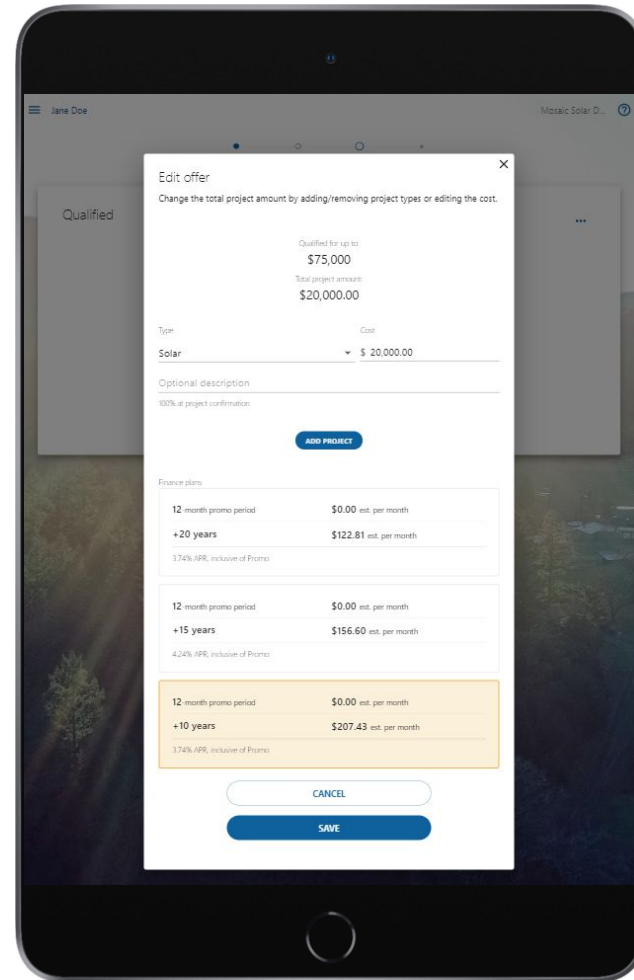 Jane Doe
Mosaic Solar D...
Edit offer
Change the total project amount by adding/removing project types or editing the cost.
Qualified
Qualified for up to:
$75,000
Total project amount:
$20,000.00
Type
Cost
Solar
$ 20,000.00
Optional description
100% at project confirmation
ADD PROJECT
Finance plans
12-month promo period
$0.00 est. per month
+20 years
$122.81 est. per month
3.74% APR, inclusive of Promo
12-month promo period
$0.00 est. per month
+15 years
$156.60 est. per month
4.24% APR, inclusive of Promo
12-month promo period
$0.00 est. per month
+10 years
$207.43 est. per month
3.74% APR, inclusive of Promo
CANCEL
SAVE